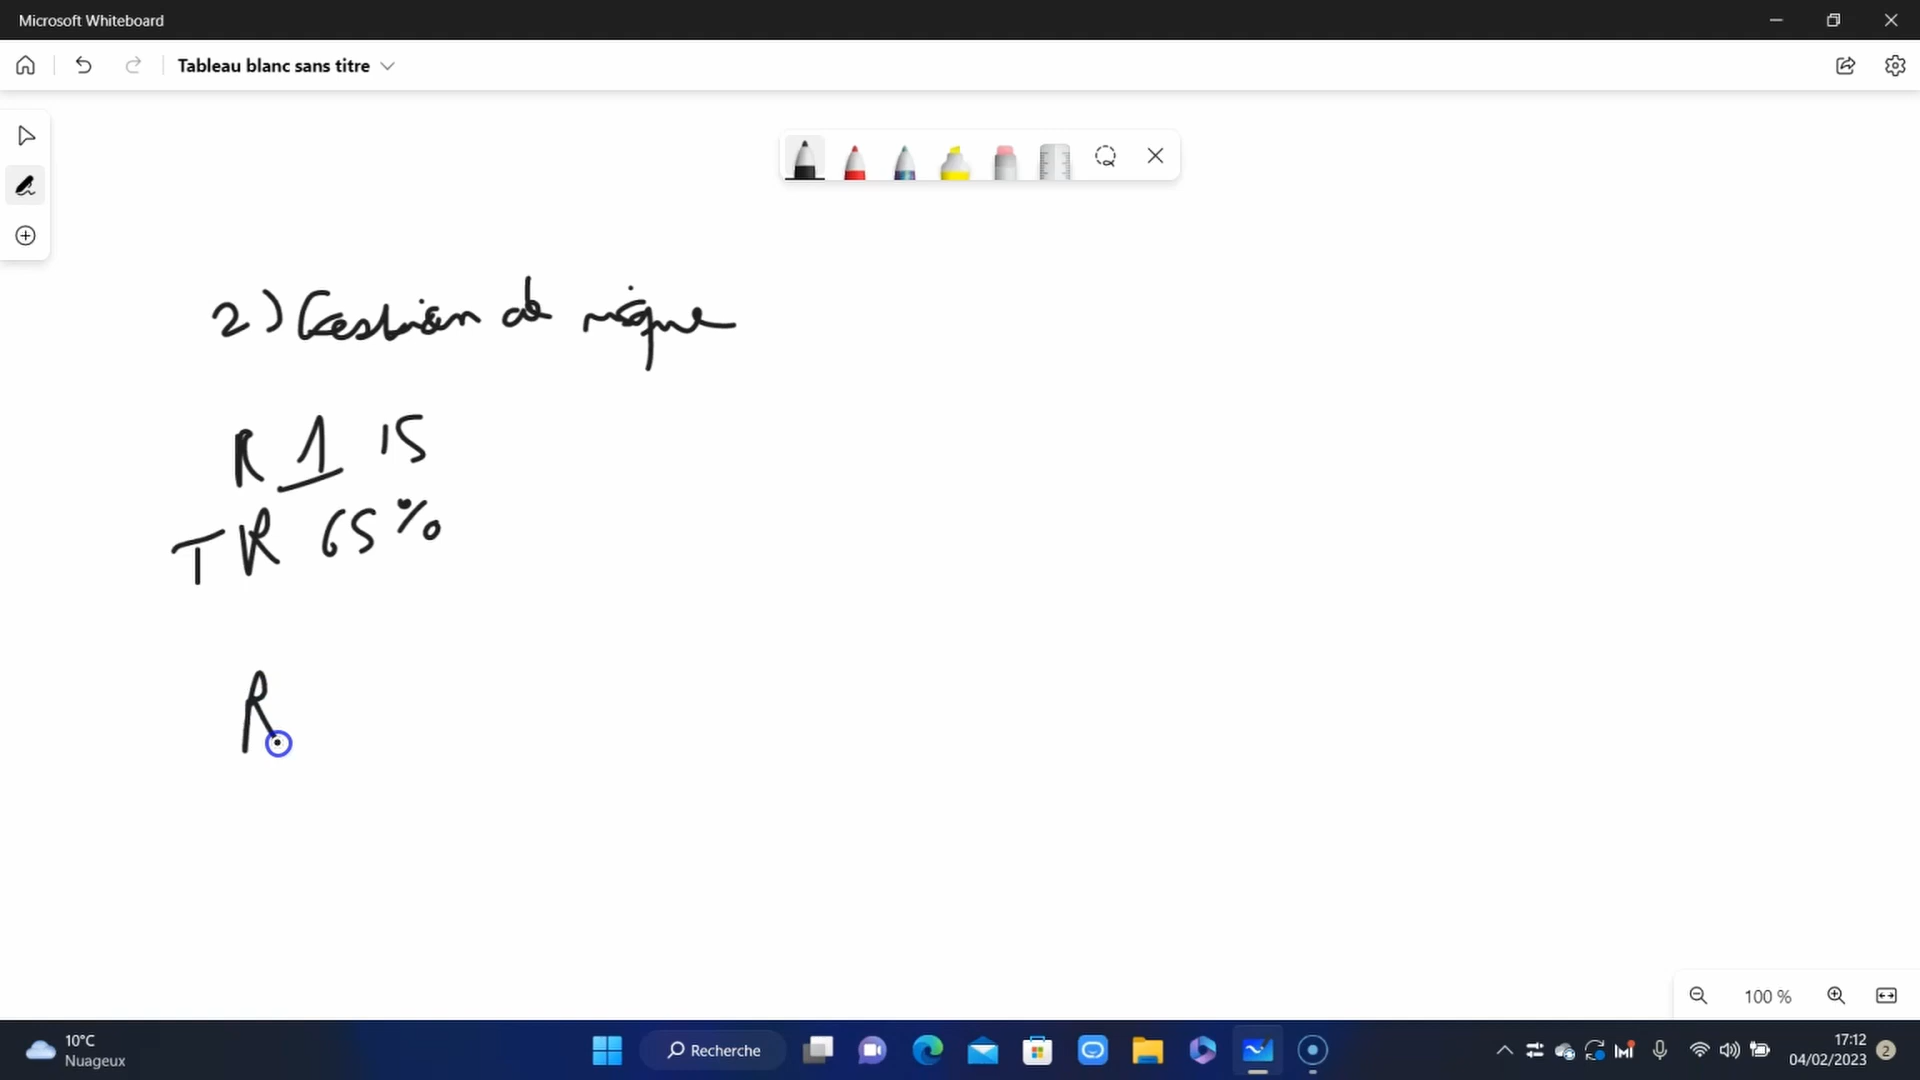 Microsoft Whiteboard
Tableau blanc sans titre
2) Gestion de risque
R 1 15
TR 65%
R
100 %
10°C
Nuageux
Recherche
17:12
04/02/2023
2